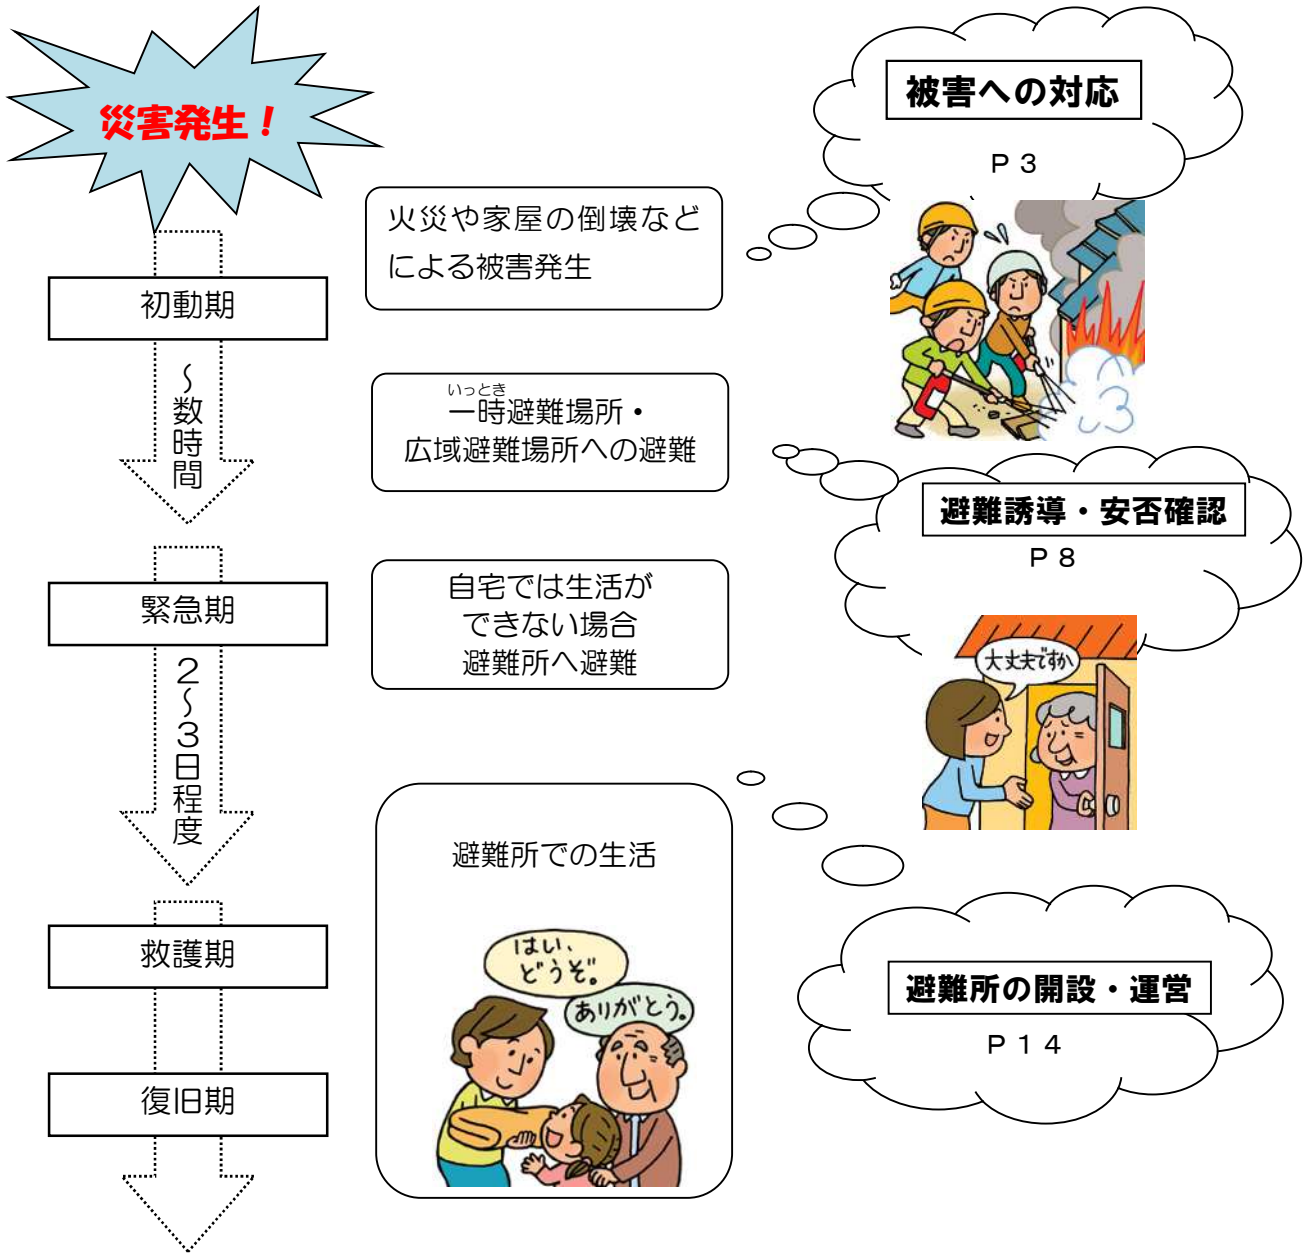 災害発生！
被害への対応
Ｐ３
火災や家屋の倒壊など
による被害発生
初動期
～数時間
いっとき
一時避難場所・
広域避難場所への避難
避難誘導・安否確認
Ｐ８
緊急期
２～３日程度
自宅では生活が
できない場合
避難所へ避難
大丈夫ですか
避難所での生活
はい、
どうぞ。
ありがとう。
救護期
避難所の開設・運営
Ｐ１４
復旧期